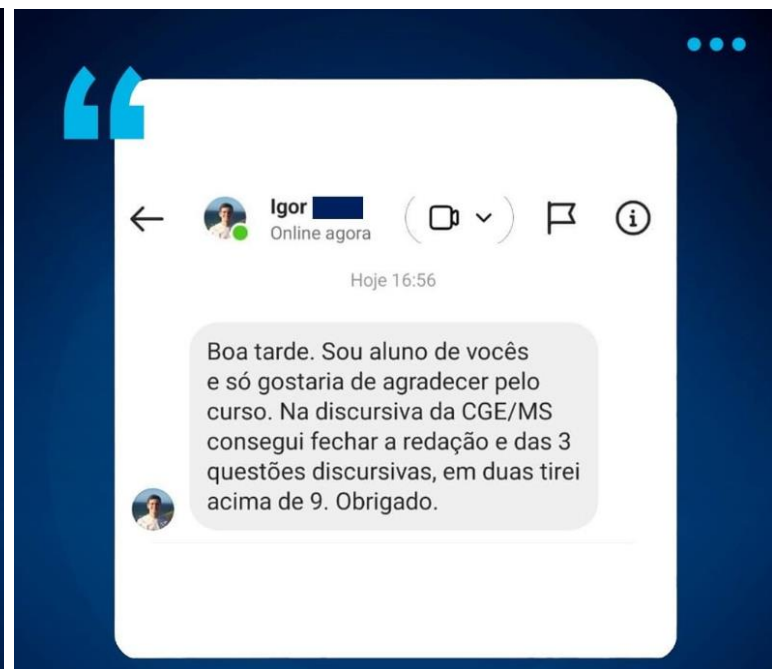 Igor
Online agora
Hoje 16:56
Boa tarde. Sou aluno de vocês
e só gostaria de agradecer pelo
curso. Na discursiva da CGE/MS
consegui fechar a redação e das 3
questões discursivas, em duas tirei
acima de 9. Obrigado.